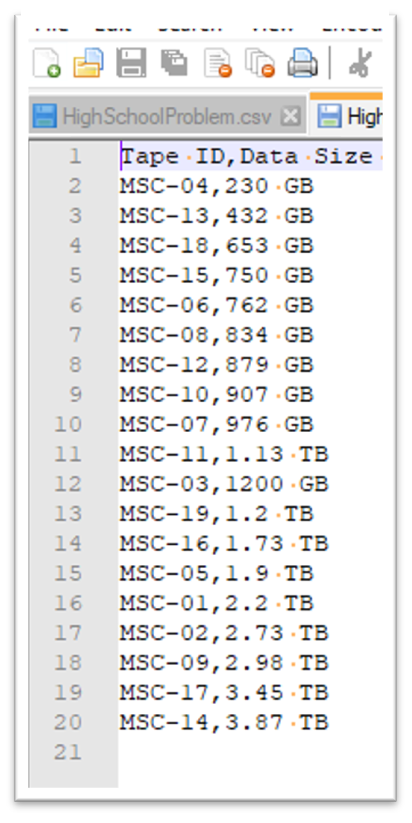 HighSchoolProblem.csv High
1 Tape ID,Data Size
2 MSC-04,230 GB
3 MSC-13,432 GB
4 MSC-18,653 GB
5 MSC-15,750 GB
6 MSC-06,762 GB
7 MSC-08,834 GB
8 MSC-12,879 GB
9 MSC-10,907 GB
10 MSC-07,976 GB
11 MSC-11,1.13 TB
12 MSC-03,1200 GB
13 MSC-19,1.2 TB
14 MSC-16,1.73 TB
15 MSC-05,1.9 TB
16 MSC-01,2.2 TB
17 MSC-02,2.73 TB
18 MSC-09,2.98 TB
19 MSC-17,3.45 TB
20 MSC-14,3.87 TB
21